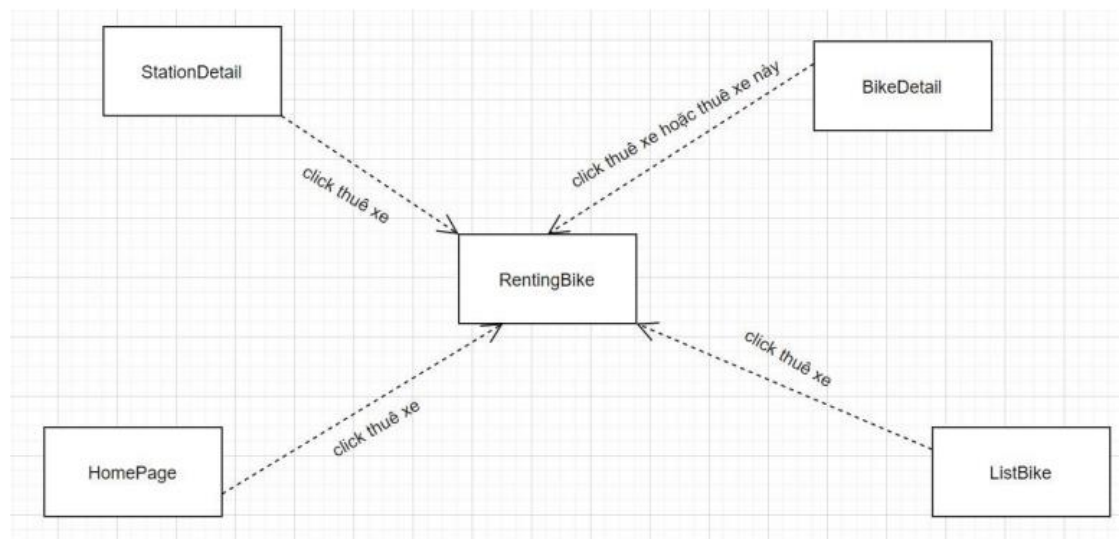 StationDetail
BikeDetail
click thuê xe hoặc thuê xe này
click thuê xe
RentingBike
click thuê xe
click thuê xe
HomePage
ListBike